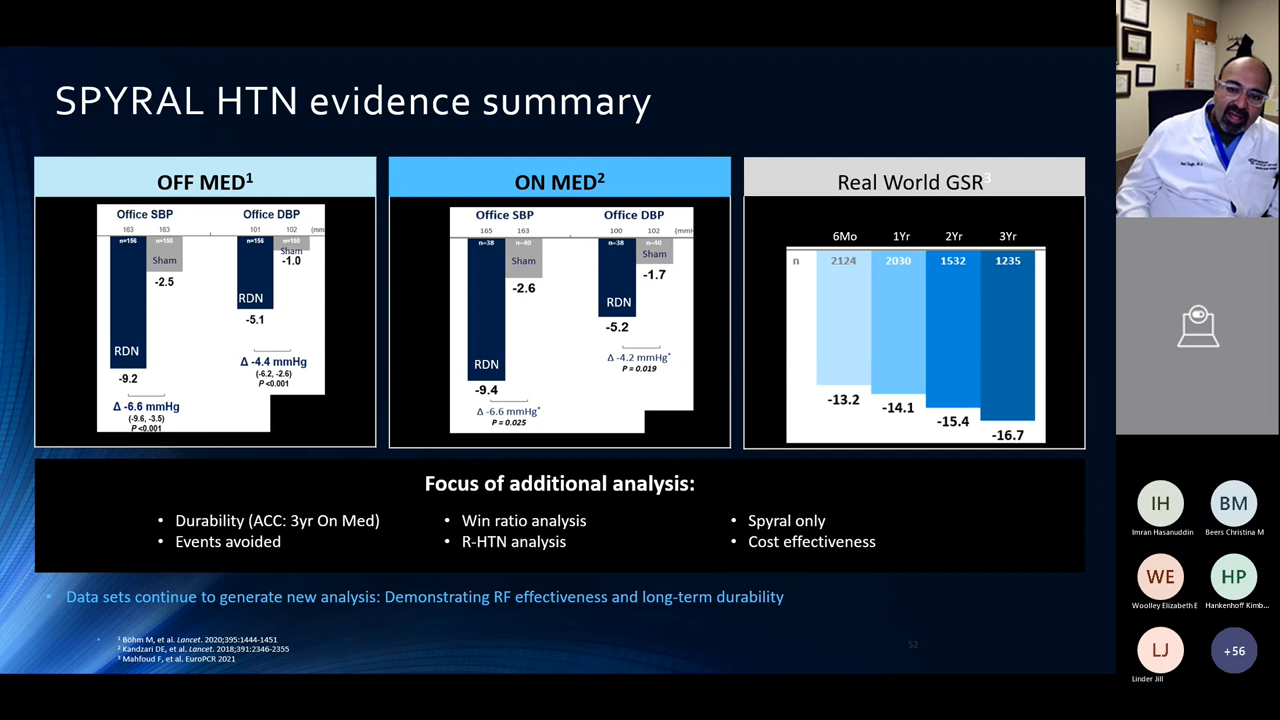 SPYRAL HTN evidence summary
OFF MED1
Office SBP
Office DBP
163
163
101
102
(mm
n=156
n=150
n=156
n=150
Sham
Sham
-1.0
-2.5
RDN
-5.1
RDN
-9.2
Δ -4.4 mmHg
(-6.2, -2.6)
P <0.001
Δ -6.6 mmHg
(-9.6, -3.5)
P <0.001
ON MED2
Office SBP
Office DBP
165
163
100
102
(mmH
n=38
n=40
n=38
n=40
Sham
Sham
-2.6
-1.7
RDN
-5.2
RDN
-9.4
Δ -4.2 mmHg*
P = 0.019
Δ -6.6 mmHg*
P = 0.025
Real World GSR3
6Mo
1Yr
2Yr
3Yr
n
2124
2030
1532
1235
-13.2
-14.1
-15.4
-16.7
Focus of additional analysis:
• Durability (ACC: 3yr On Med)
• Events avoided
• Win ratio analysis
• R-HTN analysis
• Spyral only
• Cost effectiveness
• Data sets continue to generate new analysis: Demonstrating RF effectiveness and long-term durability
• 1 Böhm M, et al. Lancet. 2020;395:1444-1451
2 Kandzari DE, et al. Lancet. 2018;391:2346-2355
3 Mahfoud F, et al. EuroPCR 2021
52
IH
Imran Hasanuddin
BM
Beers Christina M
WE
Woolley Elizabeth E
HP
Hankenhoff Kimb...
LJ
Linder Jill
+56